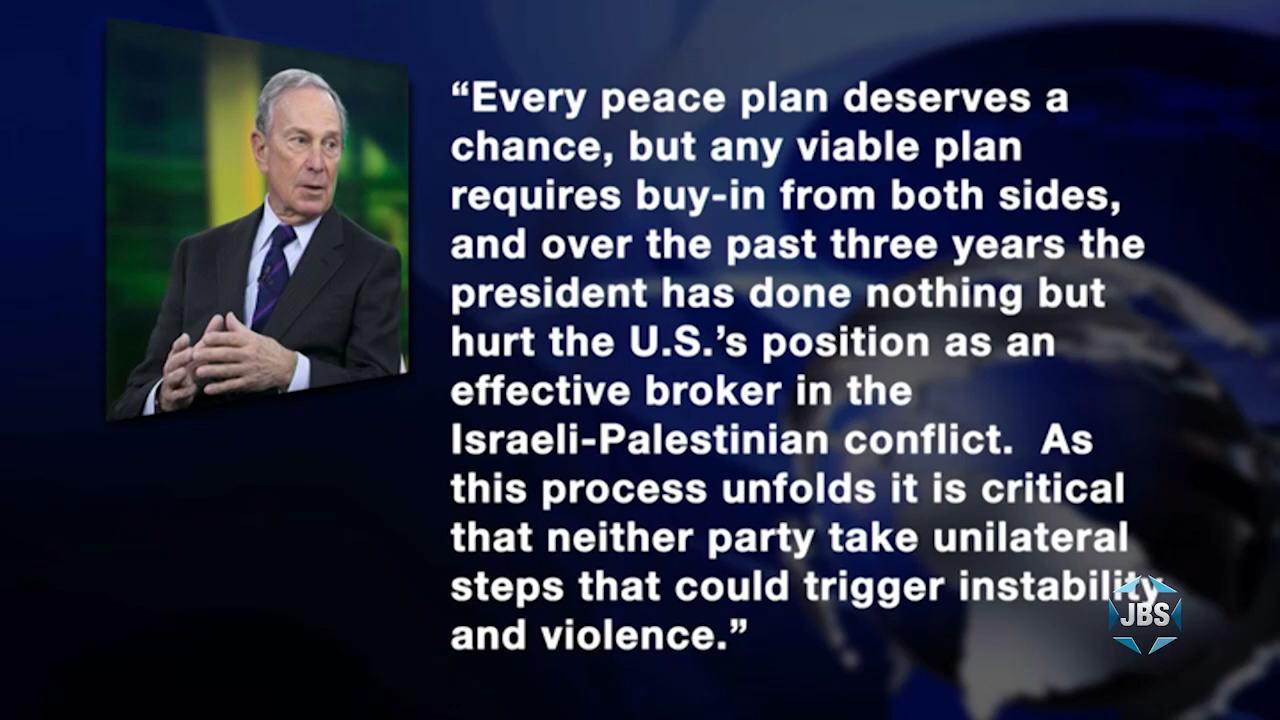 “Every peace plan deserves a
chance, but any viable plan
requires buy-in from both sides,
and over the past three years the
president has done nothing but
hurt the U.S.’s position as an
effective broker in the
Israeli-Palestinian conflict.  As
this process unfolds it is critical
that neither party take unilateral
steps that could trigger instability
and violence.”
JBS